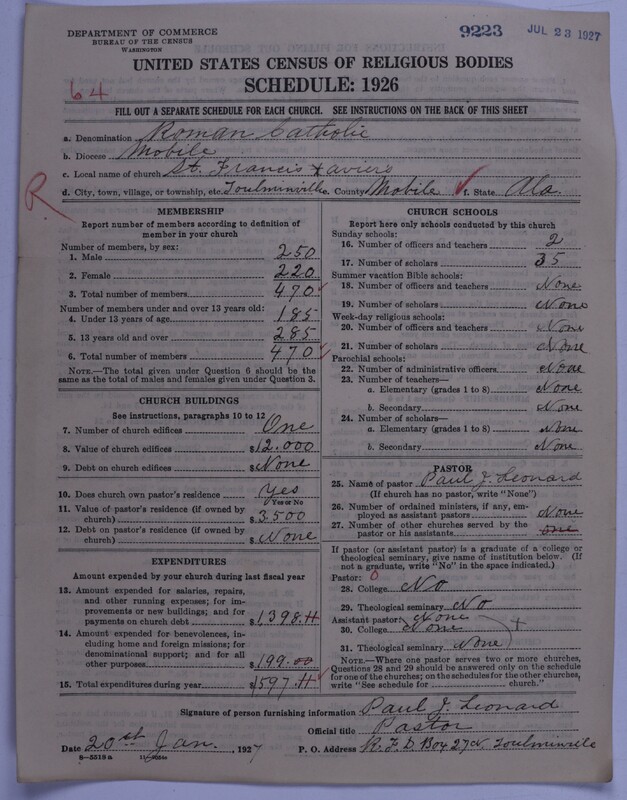 DEPARTMENT OF COMMERCE
BUREAU OF THE CENSUS
WASHINGTON
9223
JUL 23 1927
UNITED STATES CENSUS OF RELIGIOUS BODIES
SCHEDULE: 1926
64
FILL OUT A SEPARATE SCHEDULE FOR EACH CHURCH. SEE INSTRUCTIONS ON THE BACK OF THIS SHEET
a. Denomination Roman Catholic
b. Diocese Mobile
c. Local name of church St. Francis Xaviers
R
d. City, town, village, or township, etc. Toulminville e. County Mobile f. State Ala.
MEMBERSHIP
Report number of members according to definition of
member in your church
Number of members, by sex:
1. Male 250
2. Female 220
3. Total number of members 470
Number of members under and over 13 years old:
4. Under 13 years of age 185
5. 13 years old and over 285
6. Total number of members 470
NOTE.—The total given under Question 6 should be
same as the total of males and females given under Question 3.
CHURCH BUILDINGS
See instructions, paragraphs 10 to 12
7. Number of church edifices One
8. Value of church edifices $12.000
9. Debt on church edifices $None
10. Does church own pastor's residence Yes
Yes or No
11. Value of pastor's residence (if owned by
church) $3.500
12. Debt on pastor's residence (if owned by
church) $None
EXPENDITURES
Amount expended by your church during last fiscal year
13. Amount expended for salaries, repairs,
and other running expenses; for im-
provements or new buildings; and for
payments on church debt $1,398.
14. Amount expended for benevolences, in-
cluding home and foreign missions; for
denominational support; and for all
other purposes $199.00
15. Total expenditures during year $1597.
CHURCH SCHOOLS
Report here only schools conducted by this church
Sunday schools:
16. Number of officers and teachers 2
17. Number of scholars 35
Summer vacation Bible schools:
18. Number of officers and teachers None
19. Number of scholars None
Week-day religious schools:
20. Number of officers and teachers None
21. Number of scholars None
Parochial schools:
22. Number of administrative officers None
23. Number of teachers—
a. Elementary (grades 1 to 8) None
b. Secondary None
24. Number of scholars—
a. Elementary (grades 1 to 8) None
b. Secondary None
PASTOR
25. Name of pastor Paul J. Leonard
(If church has no pastor, write "None")
26. Number of ordained ministers, if any, em-
ployed as assistant pastors None
27. Number of other churches served by the
pastor or his assistants one
If pastor (or assistant pastor) is a graduate of a college or
theological seminary, give name of institution below. (If
not a graduate, write "No" in the space indicated.)
Pastor: 0
28. College No
29. Theological seminary No
Assistant pastor: None
30. College None
31. Theological seminary None
NOTE.—Where one pastor serves two or more churches,
Questions 28 and 29 should be answered only on the schedule
for one of the churches; on the schedules for the other churches,
write "See schedule for church."
Signature of person furnishing information Paul J. Leonard
Official title Pastor
Date 20th Jan., 1927 P. O. Address R. F. D Box Toulminville
8—5518a